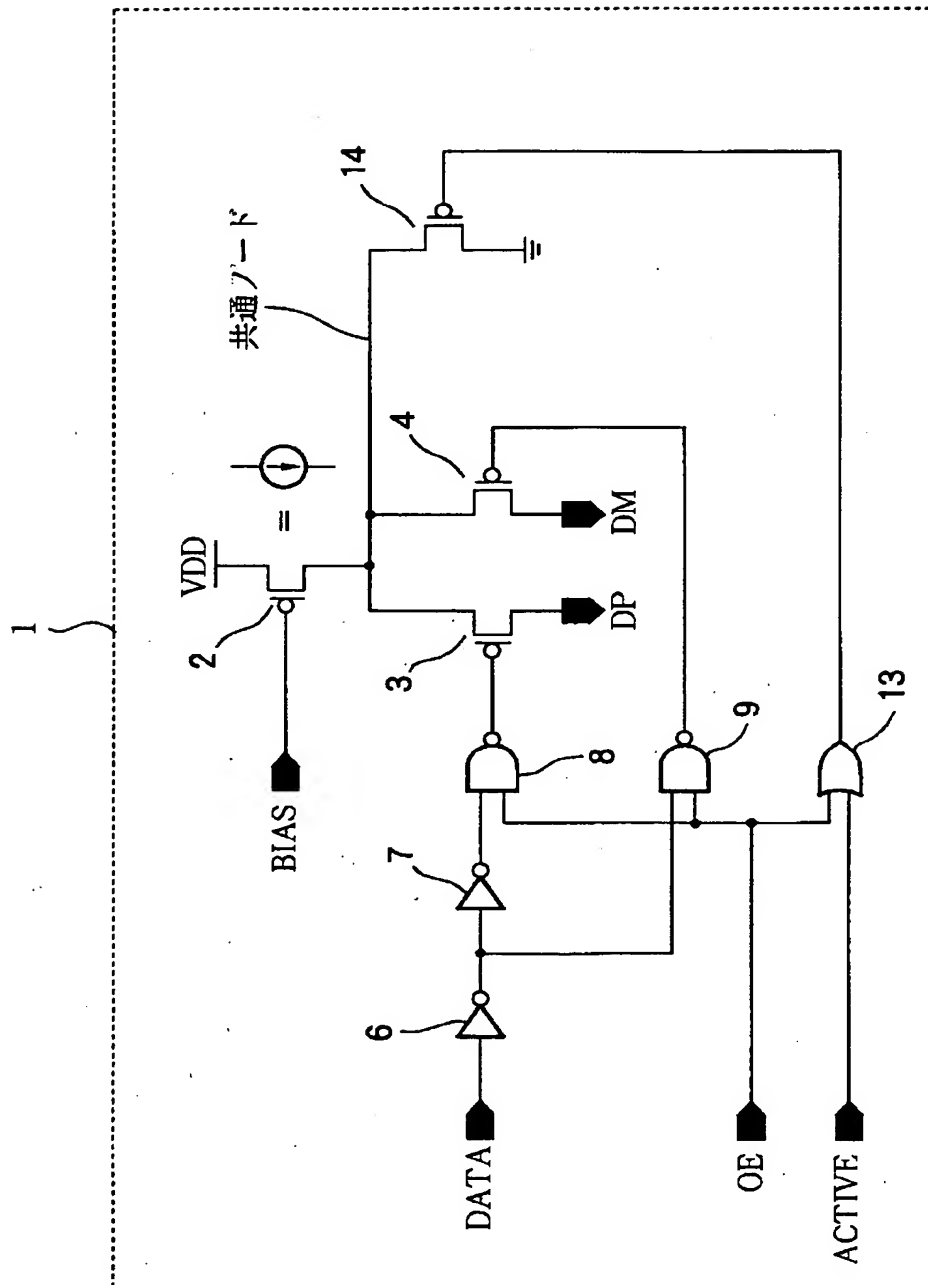 1
14
共通ノード
VDD
=
2
4
3
BIAS
DM
DP
7
8
9
6
13
DATA
OE
ACTIVE